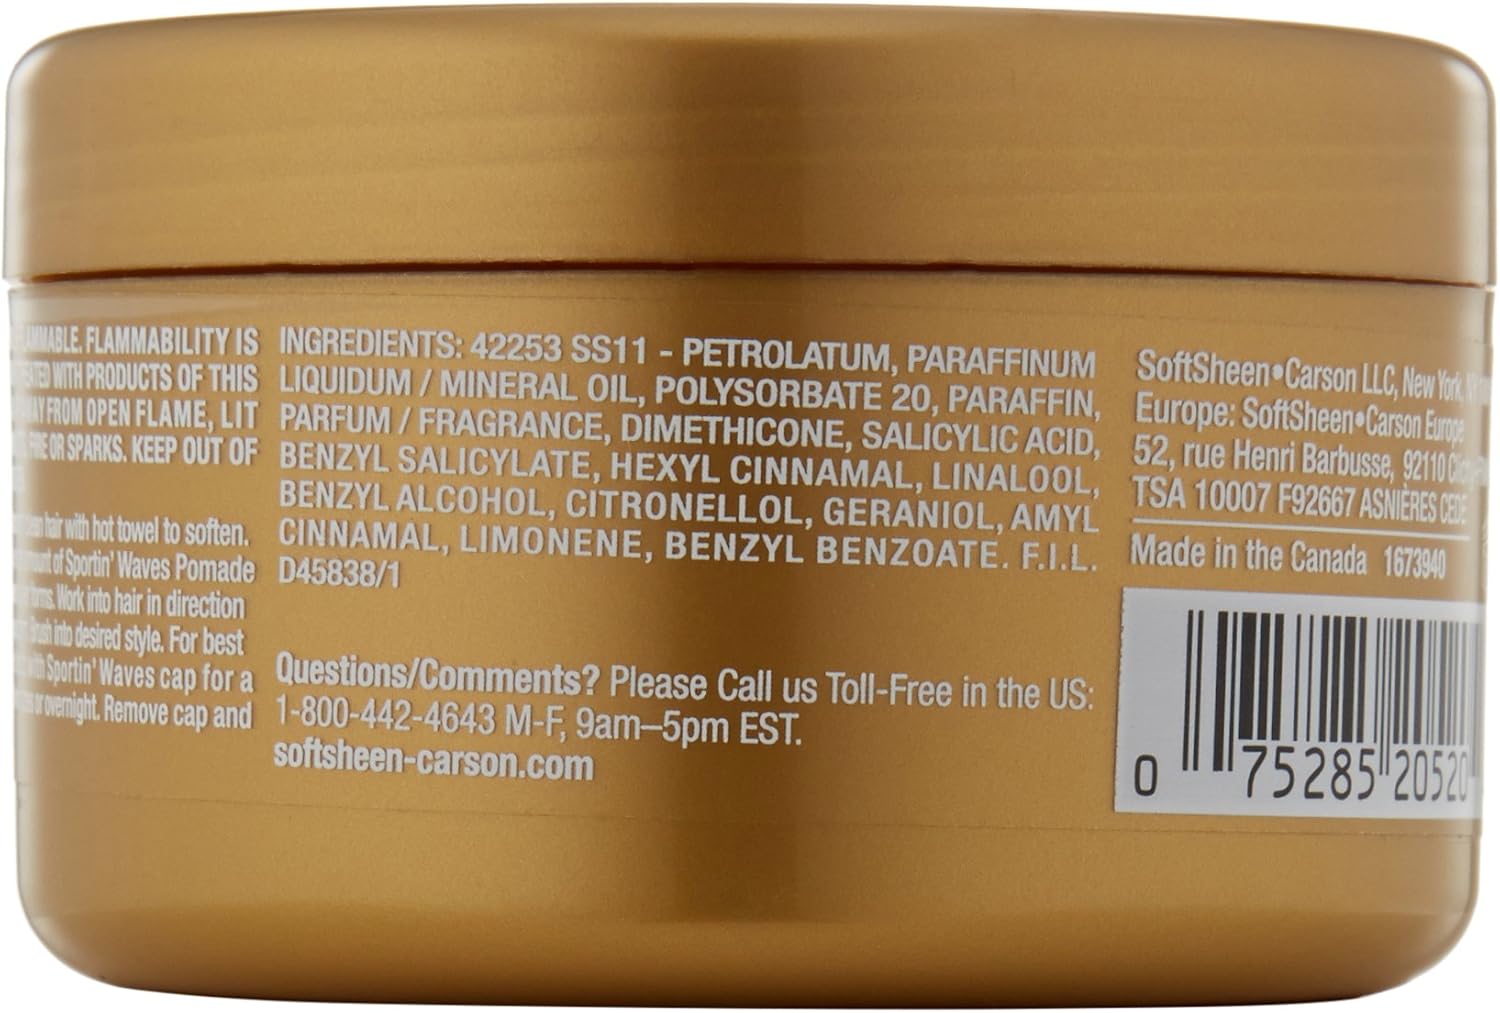 FLAMMABLE. FLAMMABILITY IS
WITH PRODUCTS OF THIS
FROM OPEN FLAME, LIT
FIRE OR SPARKS. KEEP OUT OF
hair with hot towel to soften.
of Sportin' Waves Pomade
Work into hair in direction
Brush into desired style. For best
with Sportin' Waves cap for a
or overnight. Remove cap and
INGREDIENTS: 42253 SS11 - PETROLATUM, PARAFFINUM
LIQUIDUM / MINERAL OIL, POLYSORBATE 20, PARAFFIN,
PARFUM / FRAGRANCE, DIMETHICONE, SALICYLIC ACID,
BENZYL SALICYLATE, HEXYL CINNAMAL, LINALOOL,
BENZYL ALCOHOL, CITRONELLOL, GERANIOL, AMYL
CINNAMAL, LIMONENE, BENZYL BENZOATE. F.I.L.
D45838/1
Questions/Comments? Please Call us Toll-Free in the US:
1-800-442-4643 M-F, 9am–5pm EST.
softsheen-carson.com
SoftSheen•Carson LLC, New York,
Europe: SoftSheen•Carson Europe
52, rue Henri Barbusse, 92110
TSA 10007 F92667 ASNIÈRES
Made in the Canada 1673940
0 75285 20520